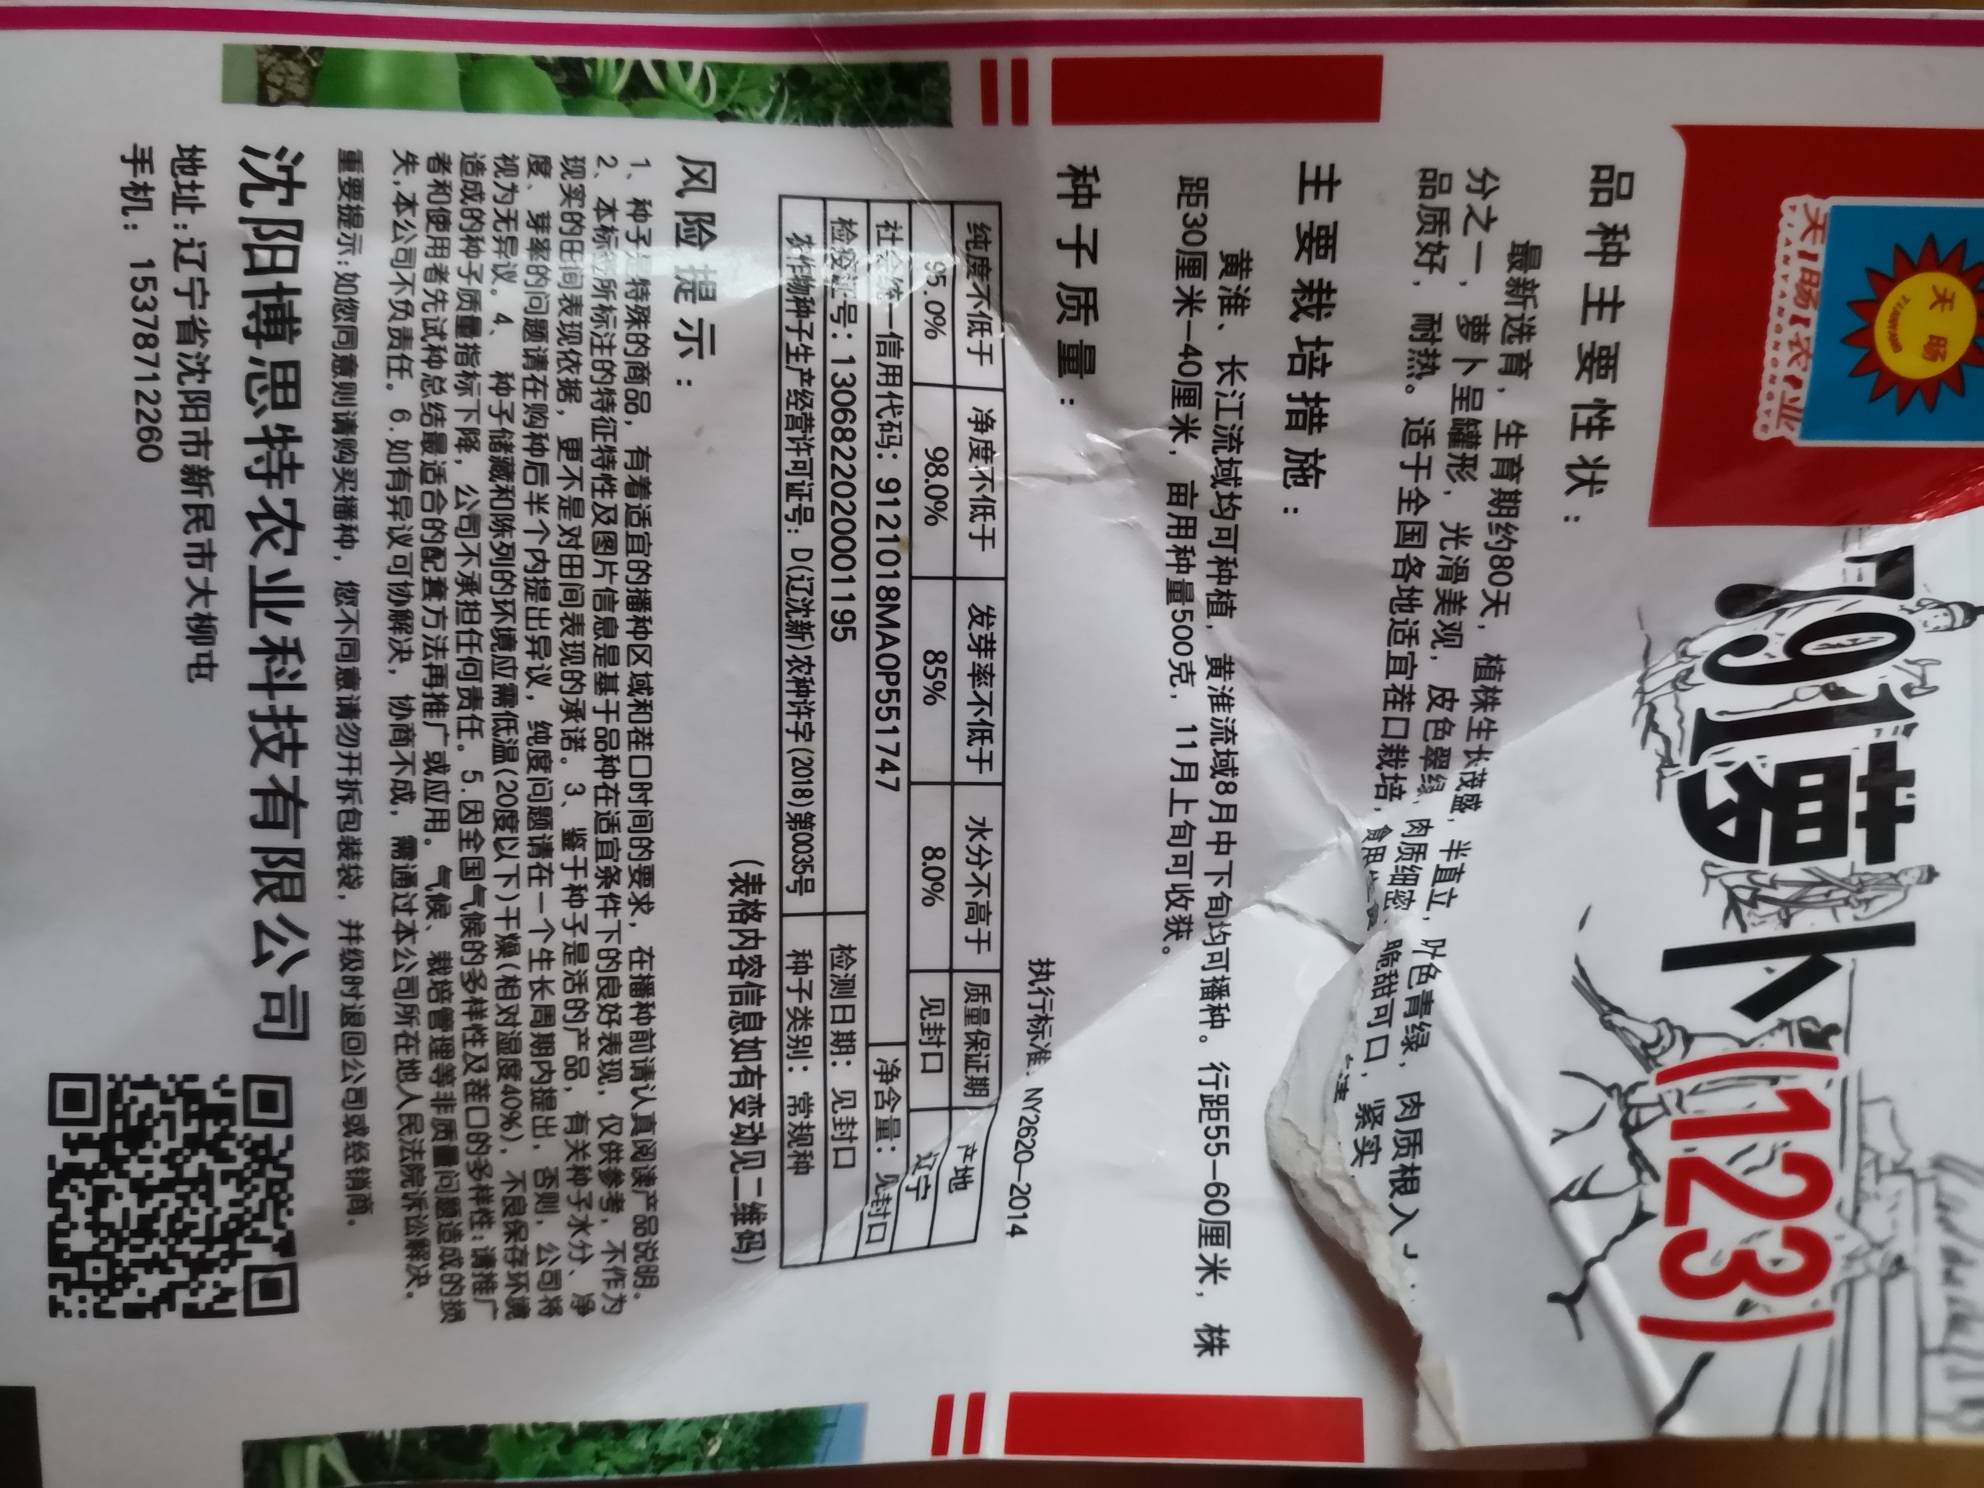 天昜
TIANYANG
天昜农业
TIANYANGNONGYE
791萝卜(123)
品种主要性状:
最新选育,生育期约80天,植株生长茂盛,半直立,叶色青绿,肉质根入
分之一,萝卜呈罐形,光滑美观,皮色翠绿,肉质细密,脆甜可口,紧实,
品质好,耐热。适于全国各地适宜茬口栽培,食用
主要栽培措施:
黄淮、长江流域均可种植,黄淮流域8月中下旬均可播种。行距55—60厘米,株
距30厘米—40厘米,亩用种量500克,11月上旬可收获。
种子质量:
执行标准:NY2620—2014
纯度不低于 净度不低于 发芽率不低于 水分不高于 质量保证期 产地
95.0% 98.0% 85% 8.0% 见封口 辽宁
社会统一信用代码:9121018MA0P551747 净含量:见封口
检疫证号:1306822020001195 检测日期:见封口
农作物种子生产经营许可证号:D(辽沈新)农种许字(2018)第0035号 种子类别:常规种
(表格内容信息如有变动见二维码)
风险提示:
1、种子是特殊的商品,有着适宜的播种区域和茬口时间的要求,在播种前请认真阅读产品说明。
2、本标签所标注的特征特性及图片信息是基于品种在适宜条件下的良好表现,仅供参考,不作为
现实的田间表现依据,更不是对田间表现的承诺。3、鉴于种子是活的产品,有关种子水分、净
度、芽率的问题请在购种后半个内提出异议,纯度问题请在一个生长周期内提出,否则,公司将
视为无异议。4、种子储藏和陈列的环境应需低温(20度以下)干燥(相对湿度40%),不良保存环境
造成的种子质量指标下降,公司不承担任何责任。5.因全国气候的多样性及茬口的多样性;请推广
者和使用者先试种总结最适合的配套方法再推广或应用。气候、栽培管理等非质量问题造成的损
失,本公司不负责任。6.如有异议可协解决,协商不成,需通过本公司所在地人民法院诉讼解决。
重要提示:如您同意则请购买播种,您不同意请勿开拆包装袋,并级时退回公司或经销商。
沈阳博思特农业科技有限公司
地址:辽宁省沈阳市新民市大柳屯
手机:15378712260